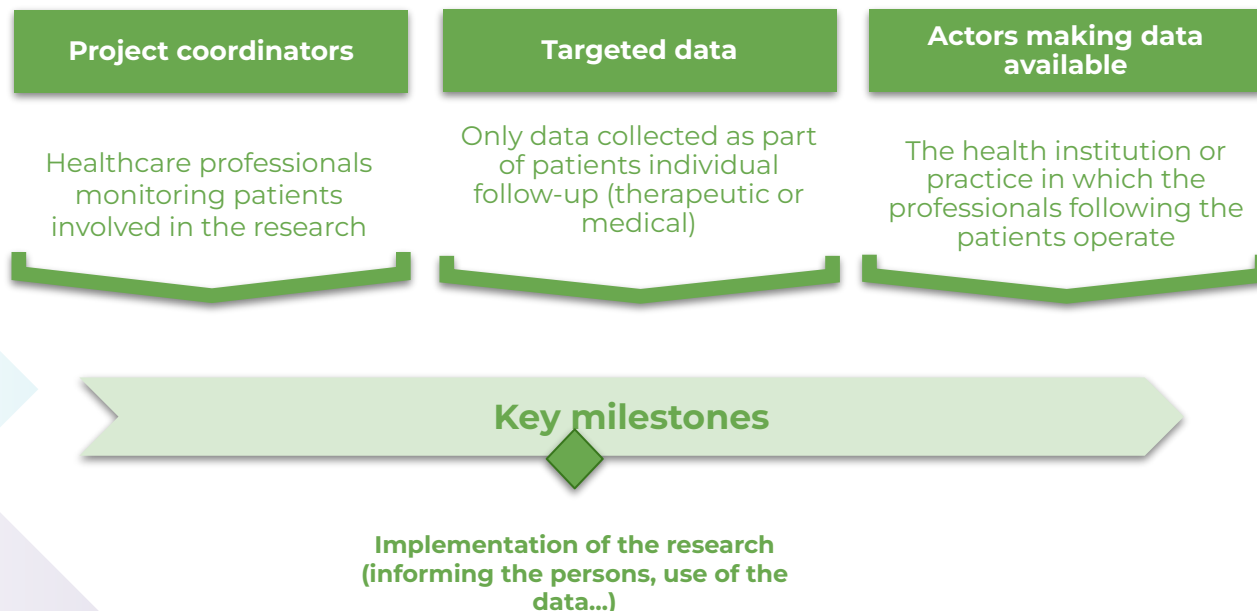 Project coordinators
Healthcare professionals
monitoring patients
involved in the research
Targeted data
Only data collected as part
of patients individual
follow-up (therapeutic or
medical)
Actors making data
available
The health institution or
practice in which the
professionals following the
patients operate
Key milestones
Implementation of the research
(informing the persons, use of the
data...)